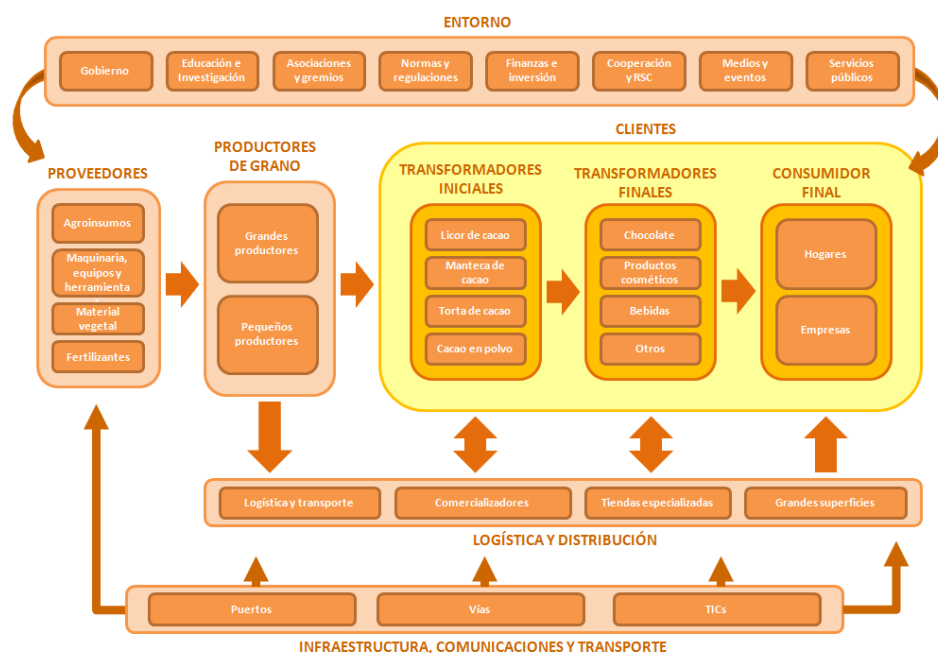 ENTORNO
Gobierno
Educación e
Investigación
Asociaciones
y gremios
Normas y
regulaciones
Finanzas e
inversión
Cooperación
y RSC
Medios y
eventos
Servicios
públicos
CLIENTES
PROVEEDORES
PRODUCTORES
DE GRANO
TRANSFORMADORES
INICIALES
TRANSFORMADORES
FINALES
CONSUMIDOR
FINAL
Agroinsumos
Maquinaria,
equipos y
herramienta
Material
vegetal
Fertilizantes
Grandes
productores
Pequeños
productores
Licor de cacao
Manteca de
cacao
Torta de cacao
Cacao en polvo
Chocolate
Productos
cosméticos
Bebidas
Otros
Hogares
Empresas
Logística y transporte
Comercializadores
Tiendas especializadas
Grandes superficies
LOGÍSTICA Y DISTRIBUCIÓN
Puertos
Vías
TICs
INFRAESTRUCTURA, COMUNICACIONES Y TRANSPORTE